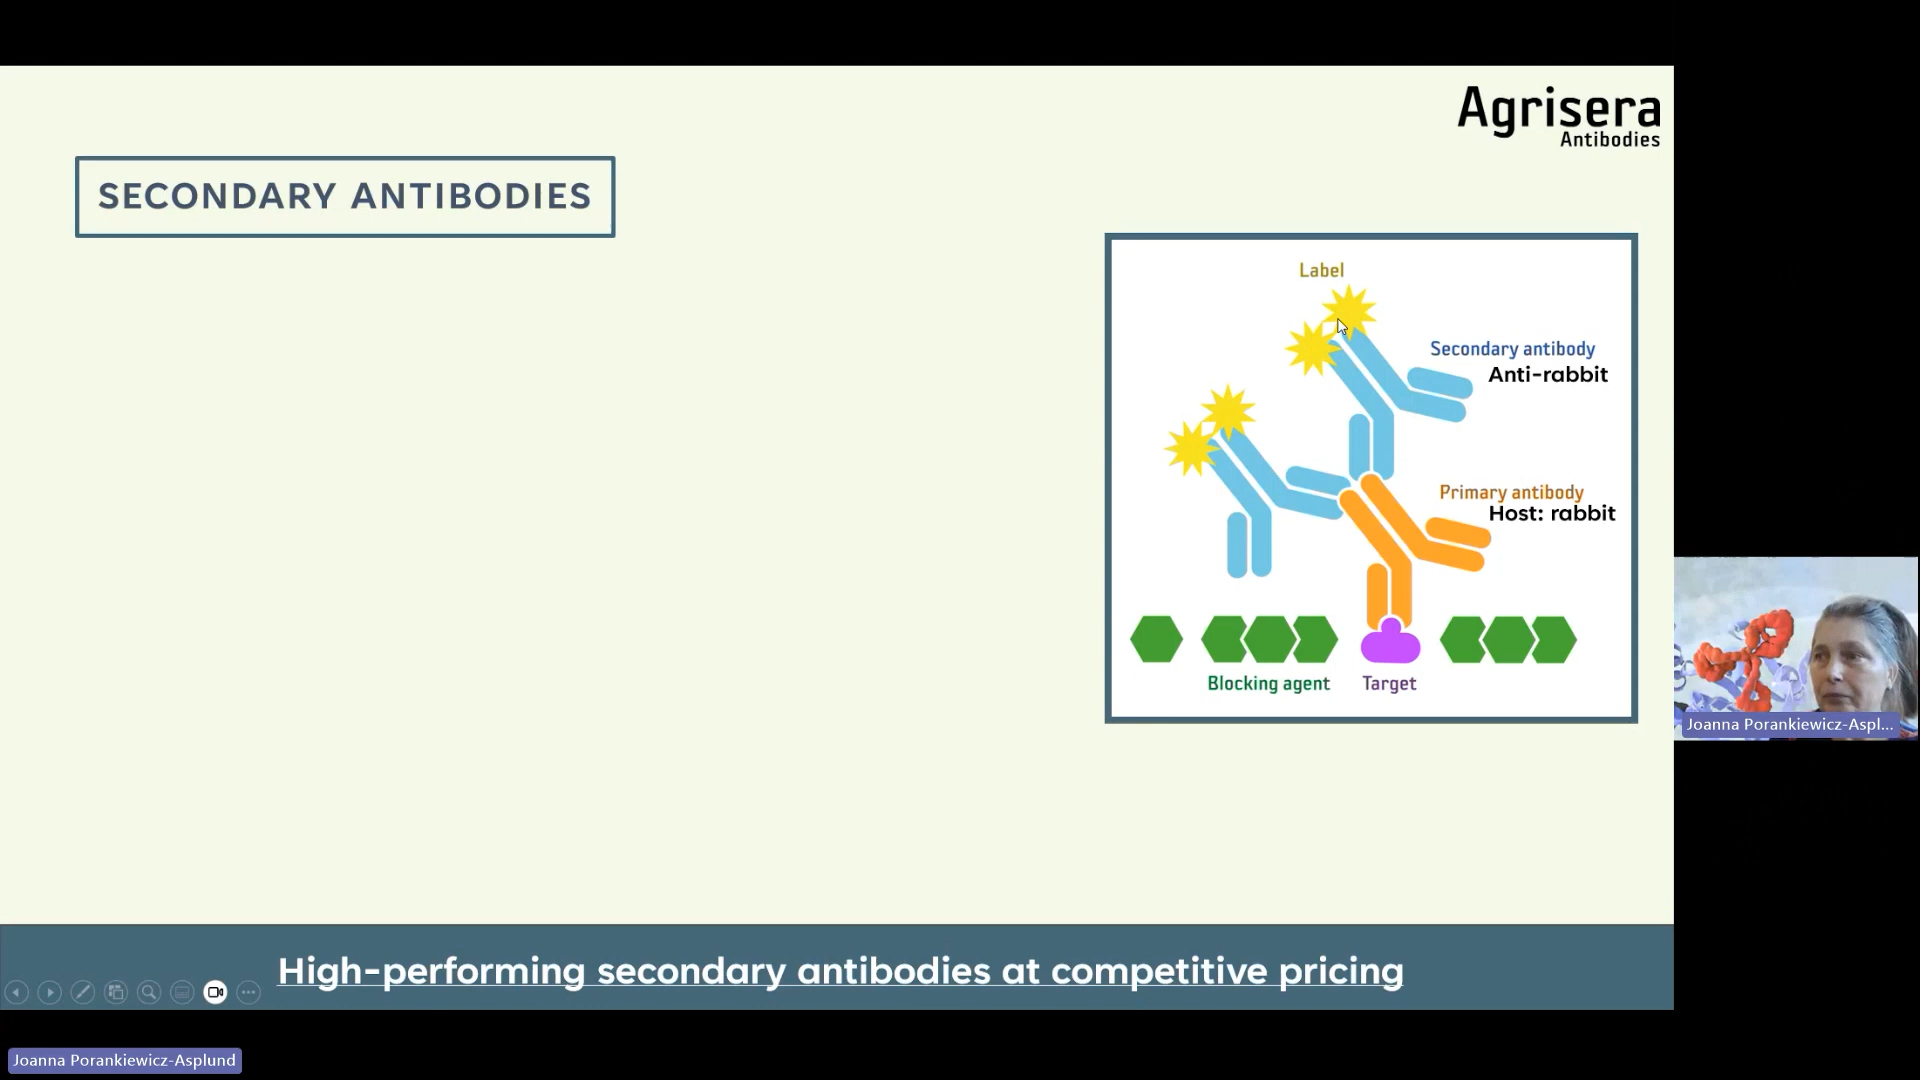 Agrisera
Antibodies
SECONDARY ANTIBODIES
Label
Secondary antibody
Anti-rabbit
Primary antibody
Host: rabbit
Blocking agent
Target
Joanna Porankiewicz-Aspl...
High-performing secondary antibodies at competitive pricing
Joanna Porankiewicz-Asplund